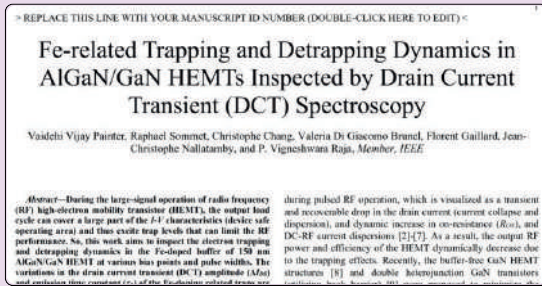 > REPLACE THIS LINE WITH YOUR MANUSCRIPT ID NUMBER (DOUBLE-CLICK HERE TO EDIT) <
Fe-related Trapping and Detrapping Dynamics in
AlGaN/GaN HEMTs Inspected by Drain Current
Transient (DCT) Spectroscopy
Vaidehi Vijay Painter, Raphael Sommet, Christophe Chang, Valeria Di Giacomo Brunel, Florent Gaillard, Jean-
Christophe Nallatamby, and P. Vigneshwara Raja, Member, IEEE
Abstract—During the large-signal operation of radio frequency
(RF) high-electron mobility transistor (HEMT), the output load
cycle can cover a large part of the I-V characteristics (device safe
operating area) and thus excite trap levels that can limit the RF
performance. So, this work aims to inspect the electron trapping
and detrapping dynamics in the Fe-doped buffer of 150 nm
AlGaN/GaN HEMT at various bias points and pulse widths. The
variations in the drain current transient (DCT) amplitude
during pulsed RF operation, which is visualized as a transient
and recoverable drop in the drain current (current collapse and
dispersion), and dynamic increase in on-resistance (RON), and
DC-RF current dispersions [2]-[7]. As a result, the output RF
power and efficiency of the HEMT dynamically decrease due
to the trapping effects. Recently, the buffer-free GaN HEMT
structures [8] and double heterojunction GaN transistors